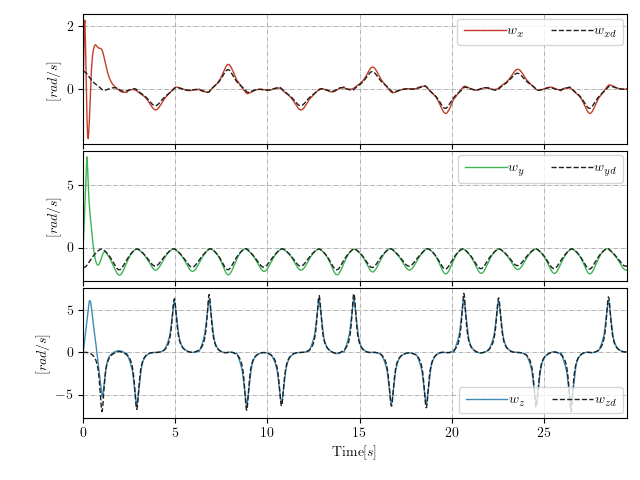 2
0
[rad/s]
w_x w_xd
5
0
[rad/s]
w_y w_yd
5
0
−5
[rad/s]
w_z w_zd
0 5 10 15 20 25
Time[s]